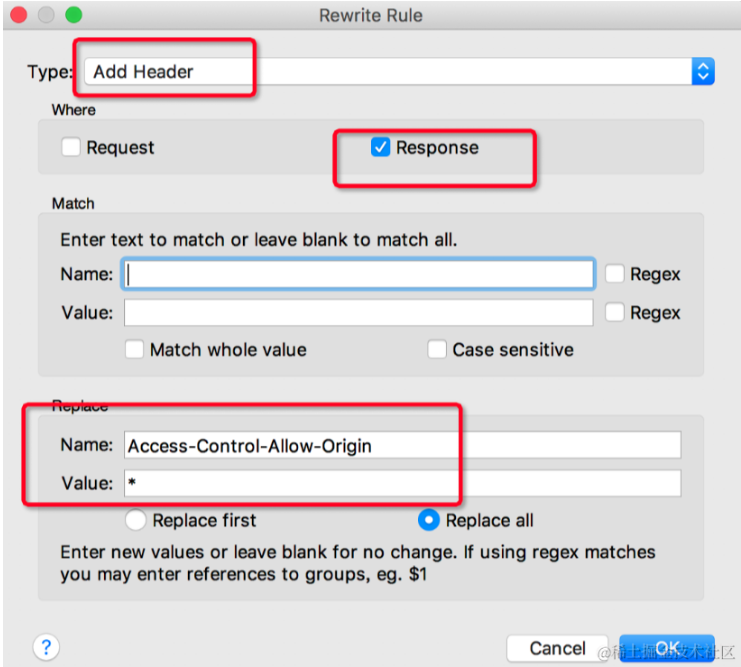 Rewrite Rule
Type: Add Header
Where
Request Response
Match
Enter text to match or leave blank to match all.
Name: Regex
Value: Regex
Match whole value Case sensitive
Replace
Name: Access-Control-Allow-Origin
Value: *
Replace first Replace all
Enter new values or leave blank for no change. If using regex matches
you may enter references to groups, eg. $1
? Cancel OK
@稀土掘金技术社区